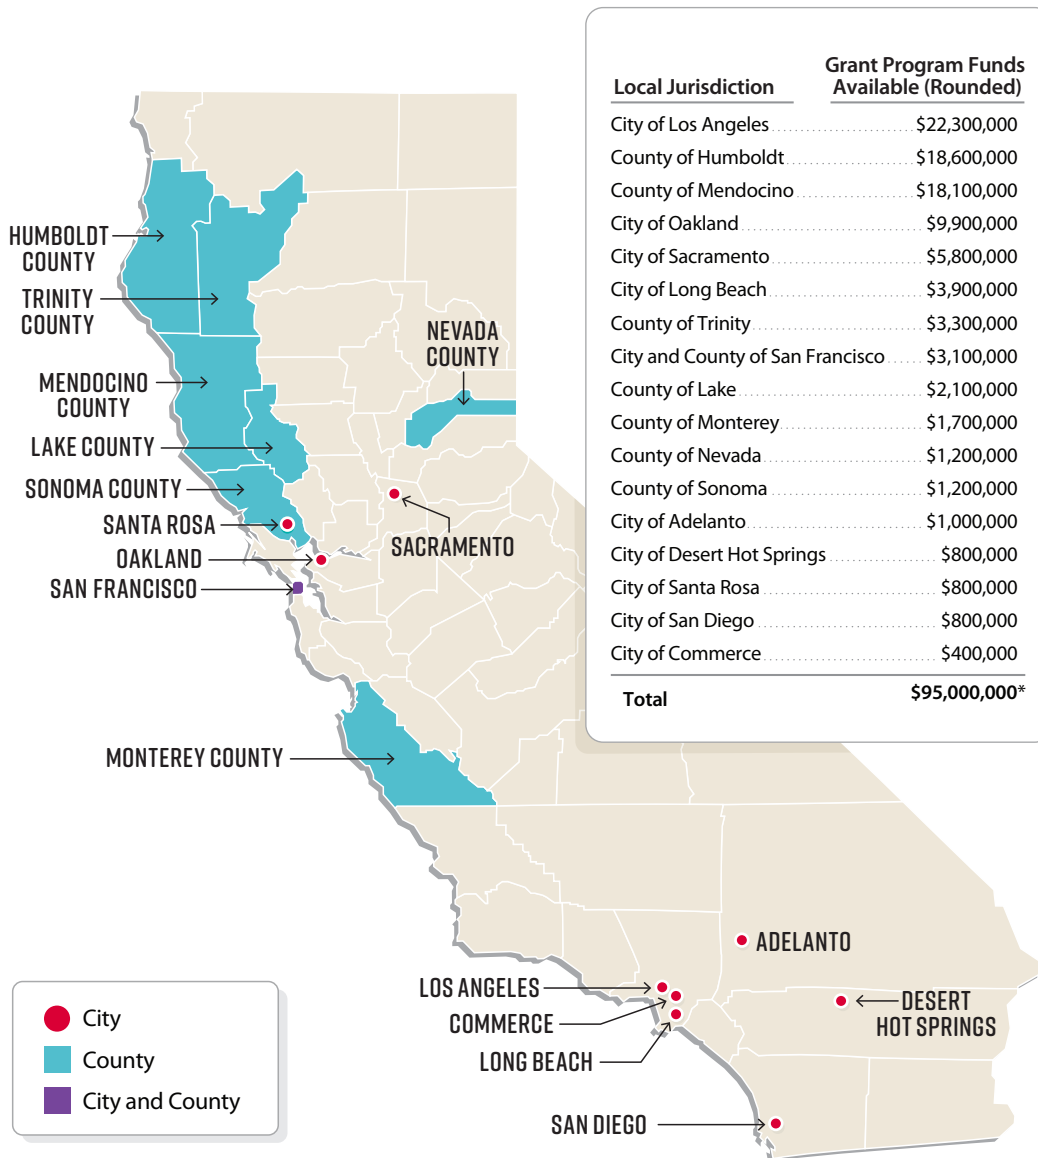 Local Jurisdiction
Grant Program Funds
Available (Rounded)
City of Los Angeles $22,300,000
County of Humboldt $18,600,000
County of Mendocino $18,100,000
City of Oakland $9,900,000
City of Sacramento $5,800,000
City of Long Beach $3,900,000
County of Trinity $3,300,000
City and County of San Francisco $3,100,000
County of Lake $2,100,000
County of Monterey $1,700,000
County of Nevada $1,200,000
County of Sonoma $1,200,000
City of Adelanto $1,000,000
City of Desert Hot Springs $800,000
City of Santa Rosa $800,000
City of San Diego $800,000
City of Commerce $400,000
Total $95,000,000*
HUMBOLDT
COUNTY
TRINITY
COUNTY
NEVADA
COUNTY
MENDOCINO
COUNTY
LAKE COUNTY
SONOMA COUNTY
SANTA ROSA
SACRAMENTO
OAKLAND
SAN FRANCISCO
MONTEREY COUNTY
ADELANTO
LOS ANGELES
COMMERCE
DESERT
HOT SPRINGS
LONG BEACH
SAN DIEGO
City
County
City and County